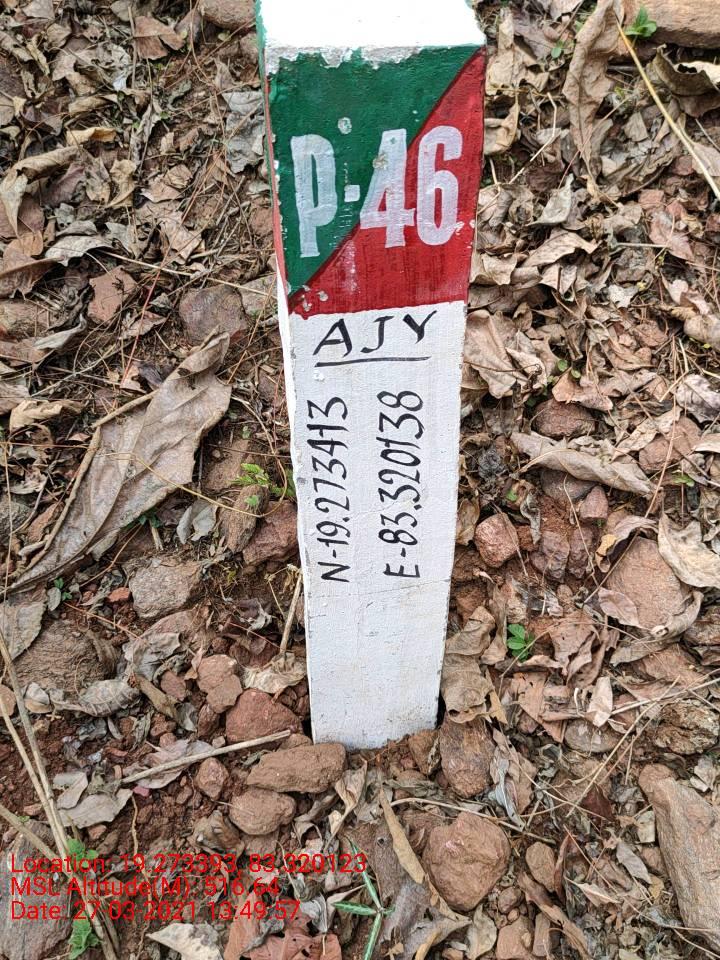 P-46
AJY
N-19.273413
E-83.320138
Location: 19.273393, 83.320123
MSL Altitude(M): 516.64
Date: 27-03-2021 13:49:57